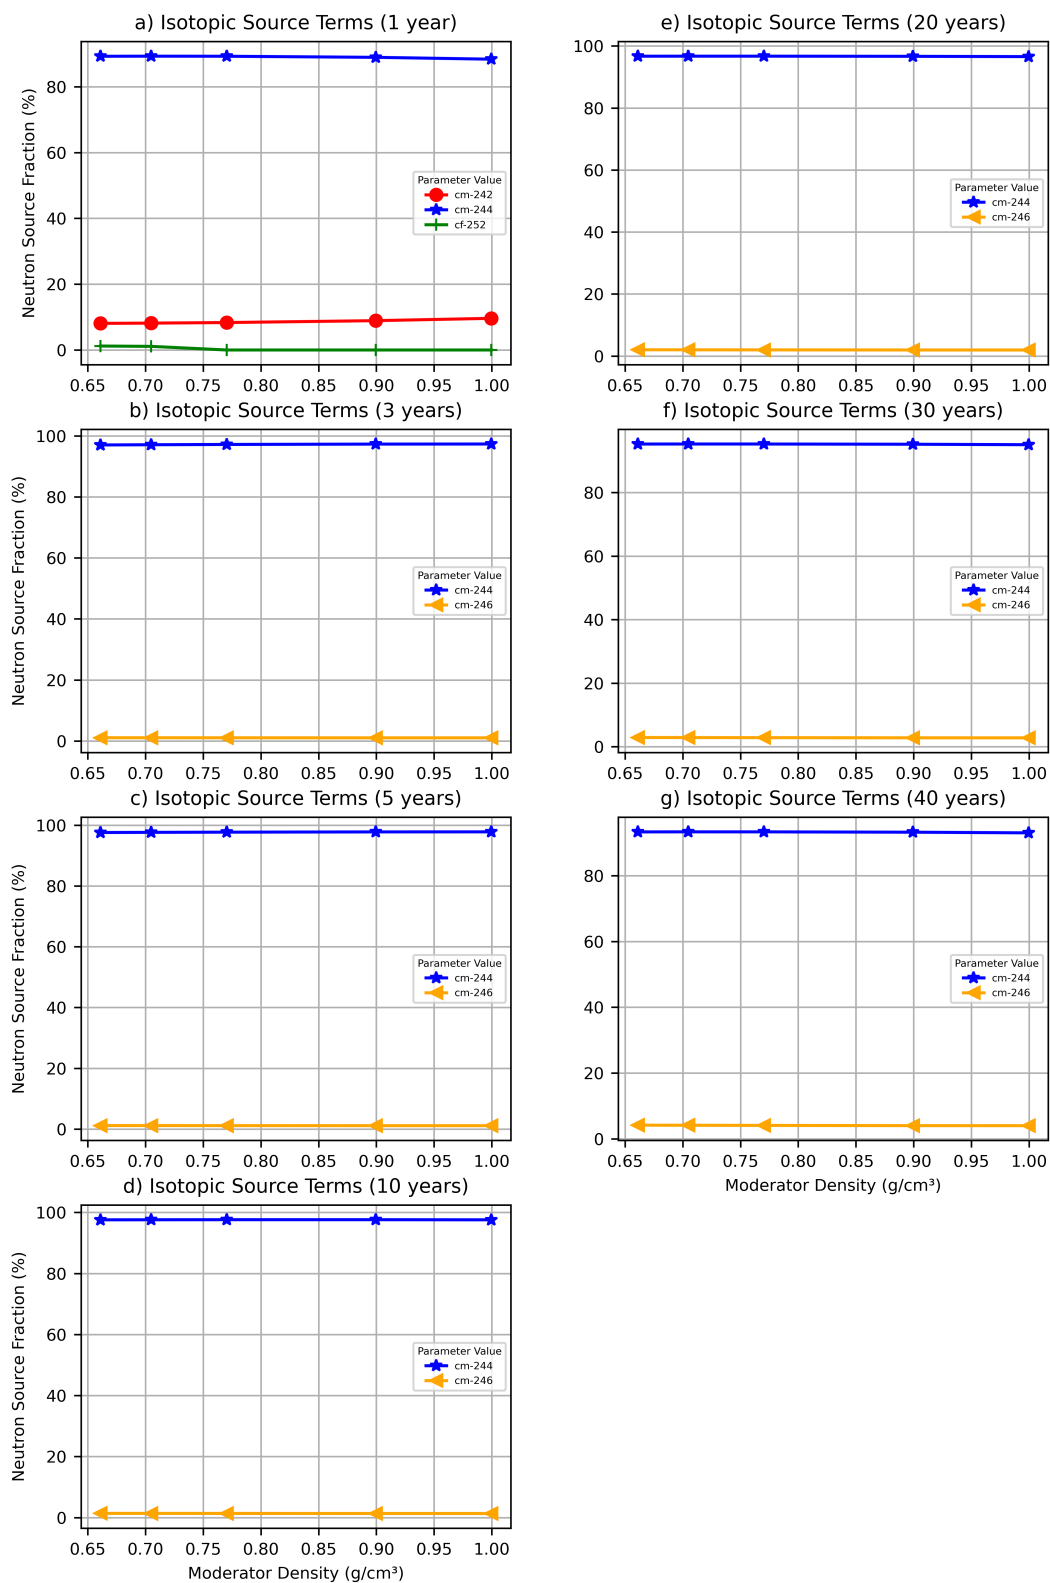 a) Isotopic Source Terms (1 year)
Neutron Source Fraction (%)
80
60
40
20
0
Parameter Value
cm-242
cm-244
cf-252
0.65 0.70 0.75 0.80 0.85 0.90 0.95 1.00
b) Isotopic Source Terms (3 years)
Neutron Source Fraction (%)
100
80
60
40
20
0
Parameter Value
cm-244
cm-246
0.65 0.70 0.75 0.80 0.85 0.90 0.95 1.00
c) Isotopic Source Terms (5 years)
Neutron Source Fraction (%)
100
80
60
40
20
0
Parameter Value
cm-244
cm-246
0.65 0.70 0.75 0.80 0.85 0.90 0.95 1.00
d) Isotopic Source Terms (10 years)
Neutron Source Fraction (%)
100
80
60
40
20
0
Parameter Value
cm-244
cm-246
0.65 0.70 0.75 0.80 0.85 0.90 0.95 1.00
Moderator Density (g/cm³)
e) Isotopic Source Terms (20 years)
100
80
60
40
20
0
Parameter Value
cm-244
cm-246
0.65 0.70 0.75 0.80 0.85 0.90 0.95 1.00
f) Isotopic Source Terms (30 years)
80
60
40
20
0
Parameter Value
cm-244
cm-246
0.65 0.70 0.75 0.80 0.85 0.90 0.95 1.00
g) Isotopic Source Terms (40 years)
80
60
40
20
0
Parameter Value
cm-244
cm-246
0.65 0.70 0.75 0.80 0.85 0.90 0.95 1.00
Moderator Density (g/cm³)